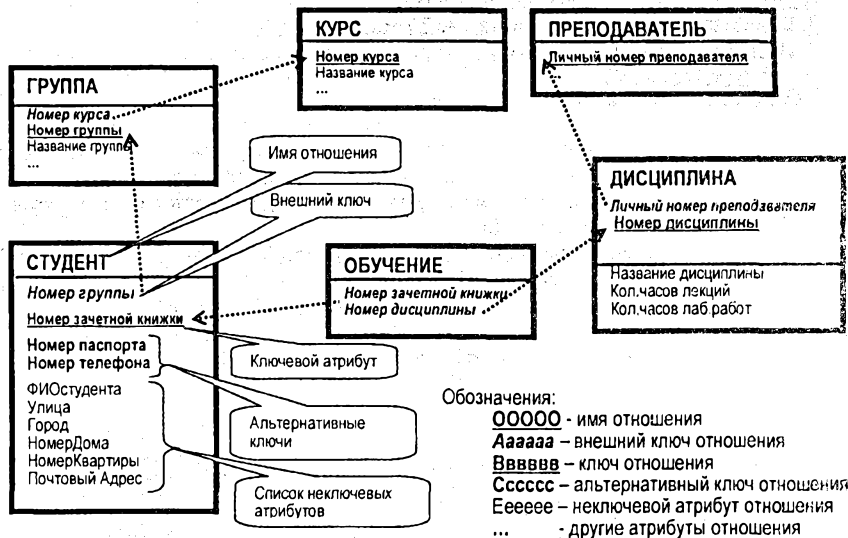 КУРС
Номер курса
Название курса
...
ПРЕПОДАВАТЕЛЬ
Личный номер преподавателя
...
ГРУППА
Номер курса
Номер группы
Название группы
...
Имя отношения
Внешний ключ
ДИСЦИПЛИНА
Личный номер преподавателя
Номер дисциплины
Название дисциплины
Кол.часов лекций
Кол.часов лаб.работ
СТУДЕНТ
Номер группы
Номер зачетной книжки
Номер паспорта
Номер телефона
ФИОстудента
Улица
Город
НомерДома
НомерКвартиры
Почтовый Адрес
ОБУЧЕНИЕ
Номер зачетной книжки
Номер дисциплины
Ключевой атрибут
Альтернативные
ключи
Список неключевых
атрибутов
Обозначения:
ООООО - имя отношения
Аааааа – внешний ключ отношения
Вввввв – ключ отношения
Сссссс – альтернативный ключ отношения
Ееееее – неключевой атрибут отношения
... - другие атрибуты отношения